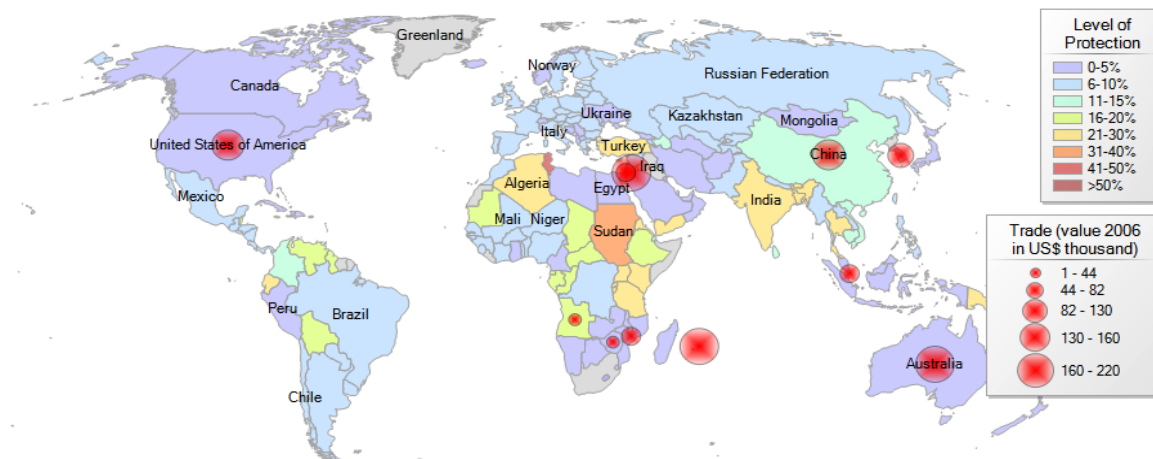 Greenland
Norway
Russian Federation
Canada
Ukraine
Kazakhstan
Mongolia
Italy
United States of America
Turkey
China
Iraq
Algeria
Egypt
Mexico
India
Mali
Niger
Sudan
Peru
Brazil
Chile
Australia
Level of
Protection
0-5%
6-10%
11-15%
16-20%
21-30%
31-40%
41-50%
>50%
Trade (value 2006
in US$ thousand)
1 - 44
44 - 82
82 - 130
130 - 160
160 - 220